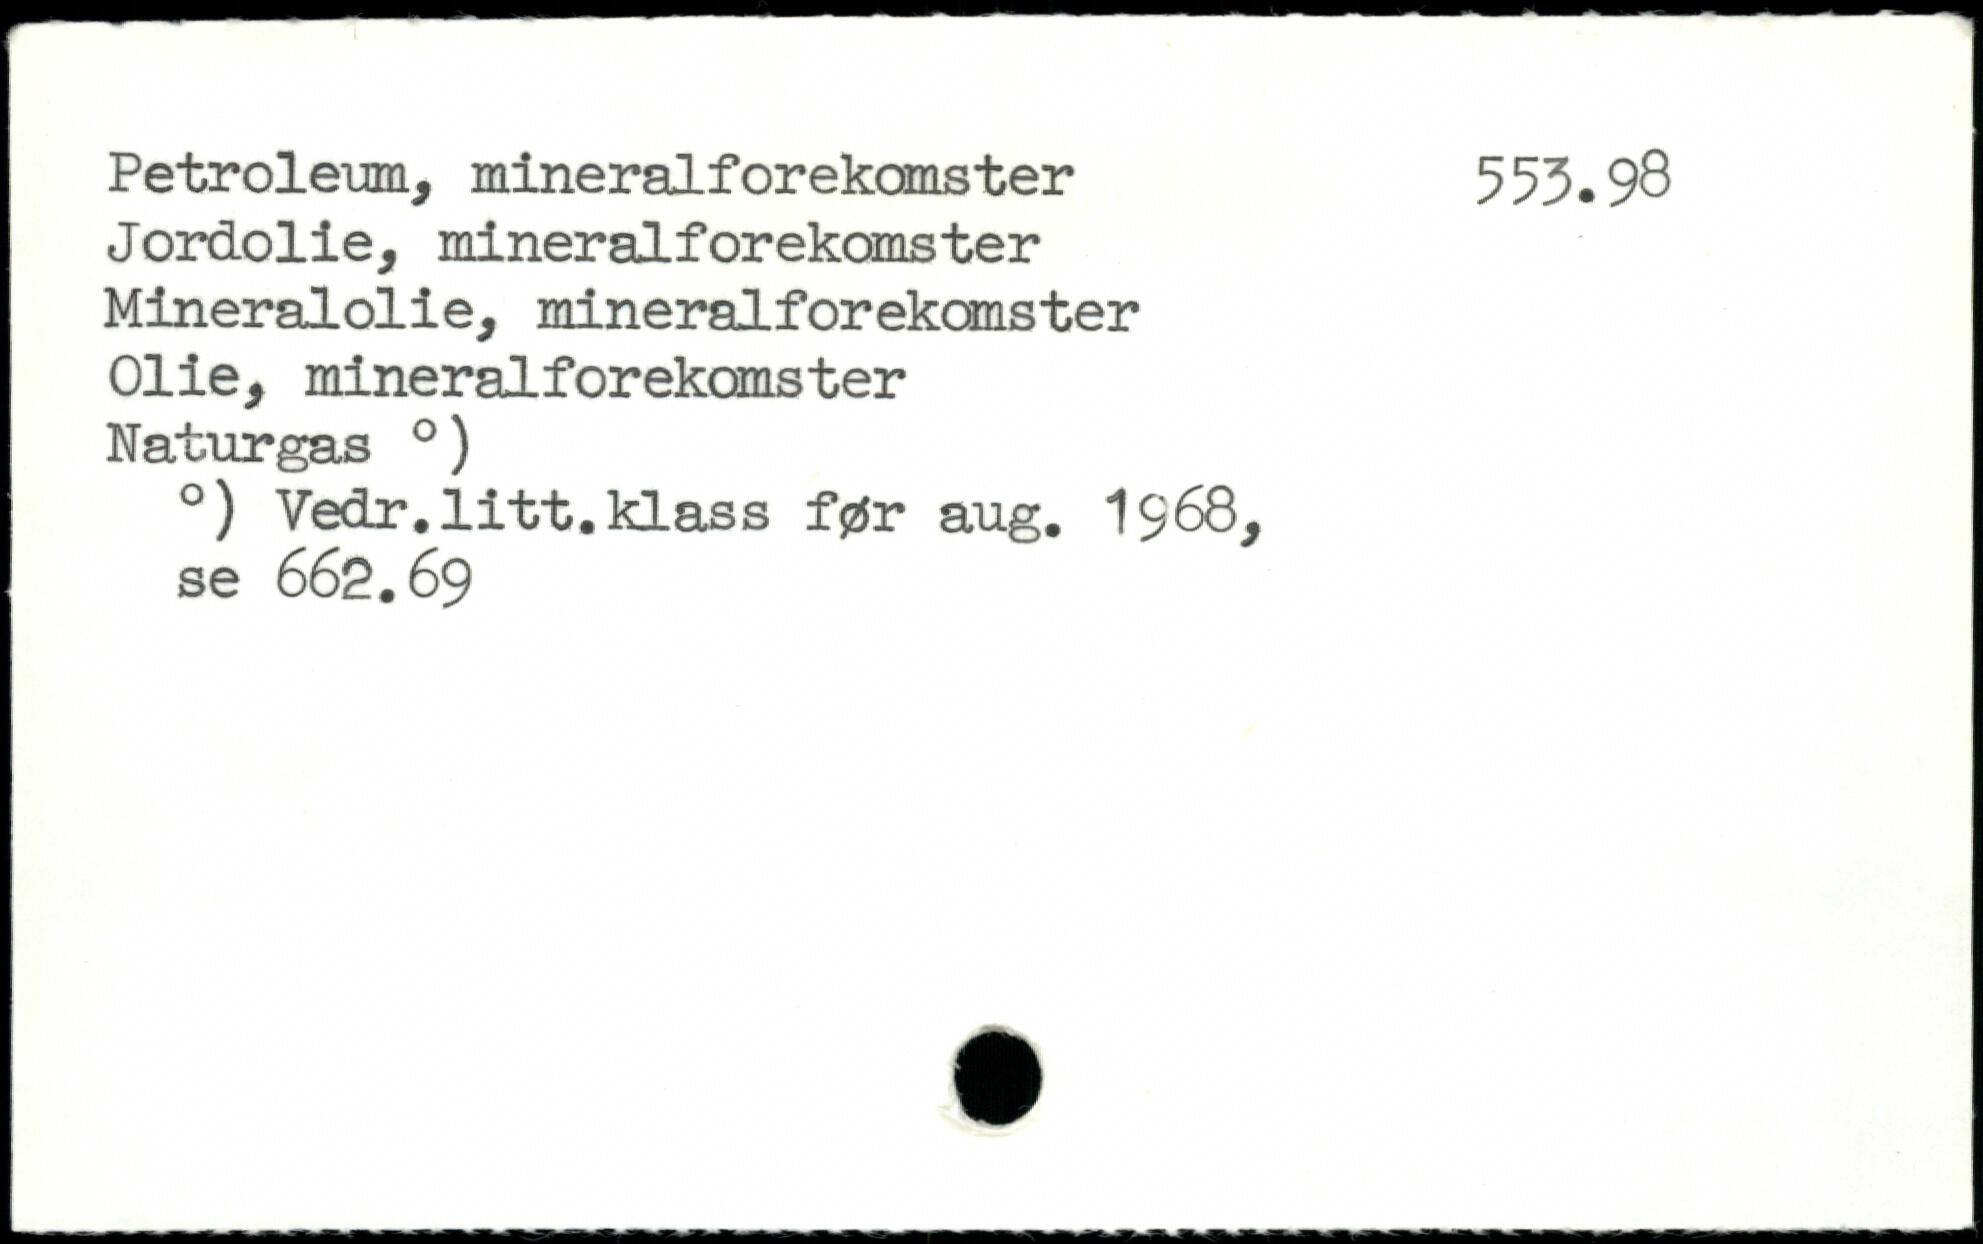 Petroleum, mineralforekomster 553.98
Jordolie, mineralforekomster
Mineralolie, mineralforekomster
Olie, mineralforekomster
Naturgas °)
°) Vedr.litt.klass før aug. 1968,
se 662.69